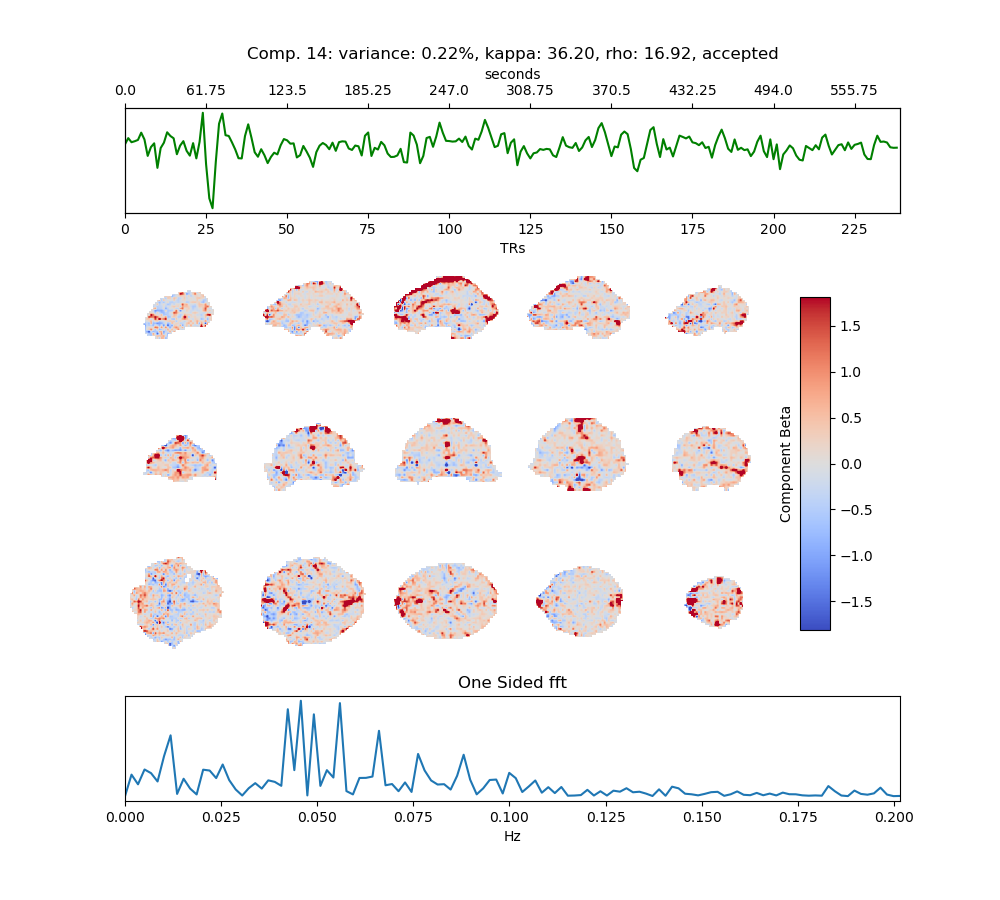 Comp. 14: variance: 0.22%, kappa: 36.20, rho: 16.92, accepted
seconds
0.0 61.75 123.5 185.25 247.0 308.75 370.5 432.25 494.0 555.75
0 25 50 75 100 125 150 175 200 225
TRs
1.5
1.0
0.5
0.0
−0.5
−1.0
−1.5
Component Beta
One Sided fft
0.000 0.025 0.050 0.075 0.100 0.125 0.150 0.175 0.200
Hz